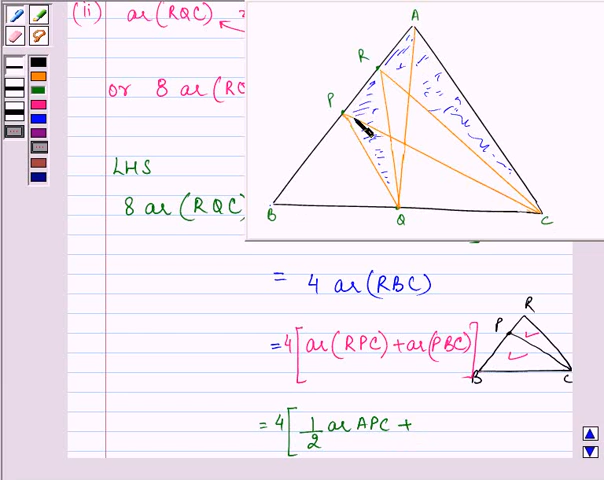 (ii) ar (RQC)
or 8 ar (RQ
LHS
8 ar (RQC)
= 4 ar (RBC)
= 4 [ ar (RPC) + ar (PBC) ]
= 4 [ 1/2 ar APC +
A
R
P
B
Q
C
R
P
B
C